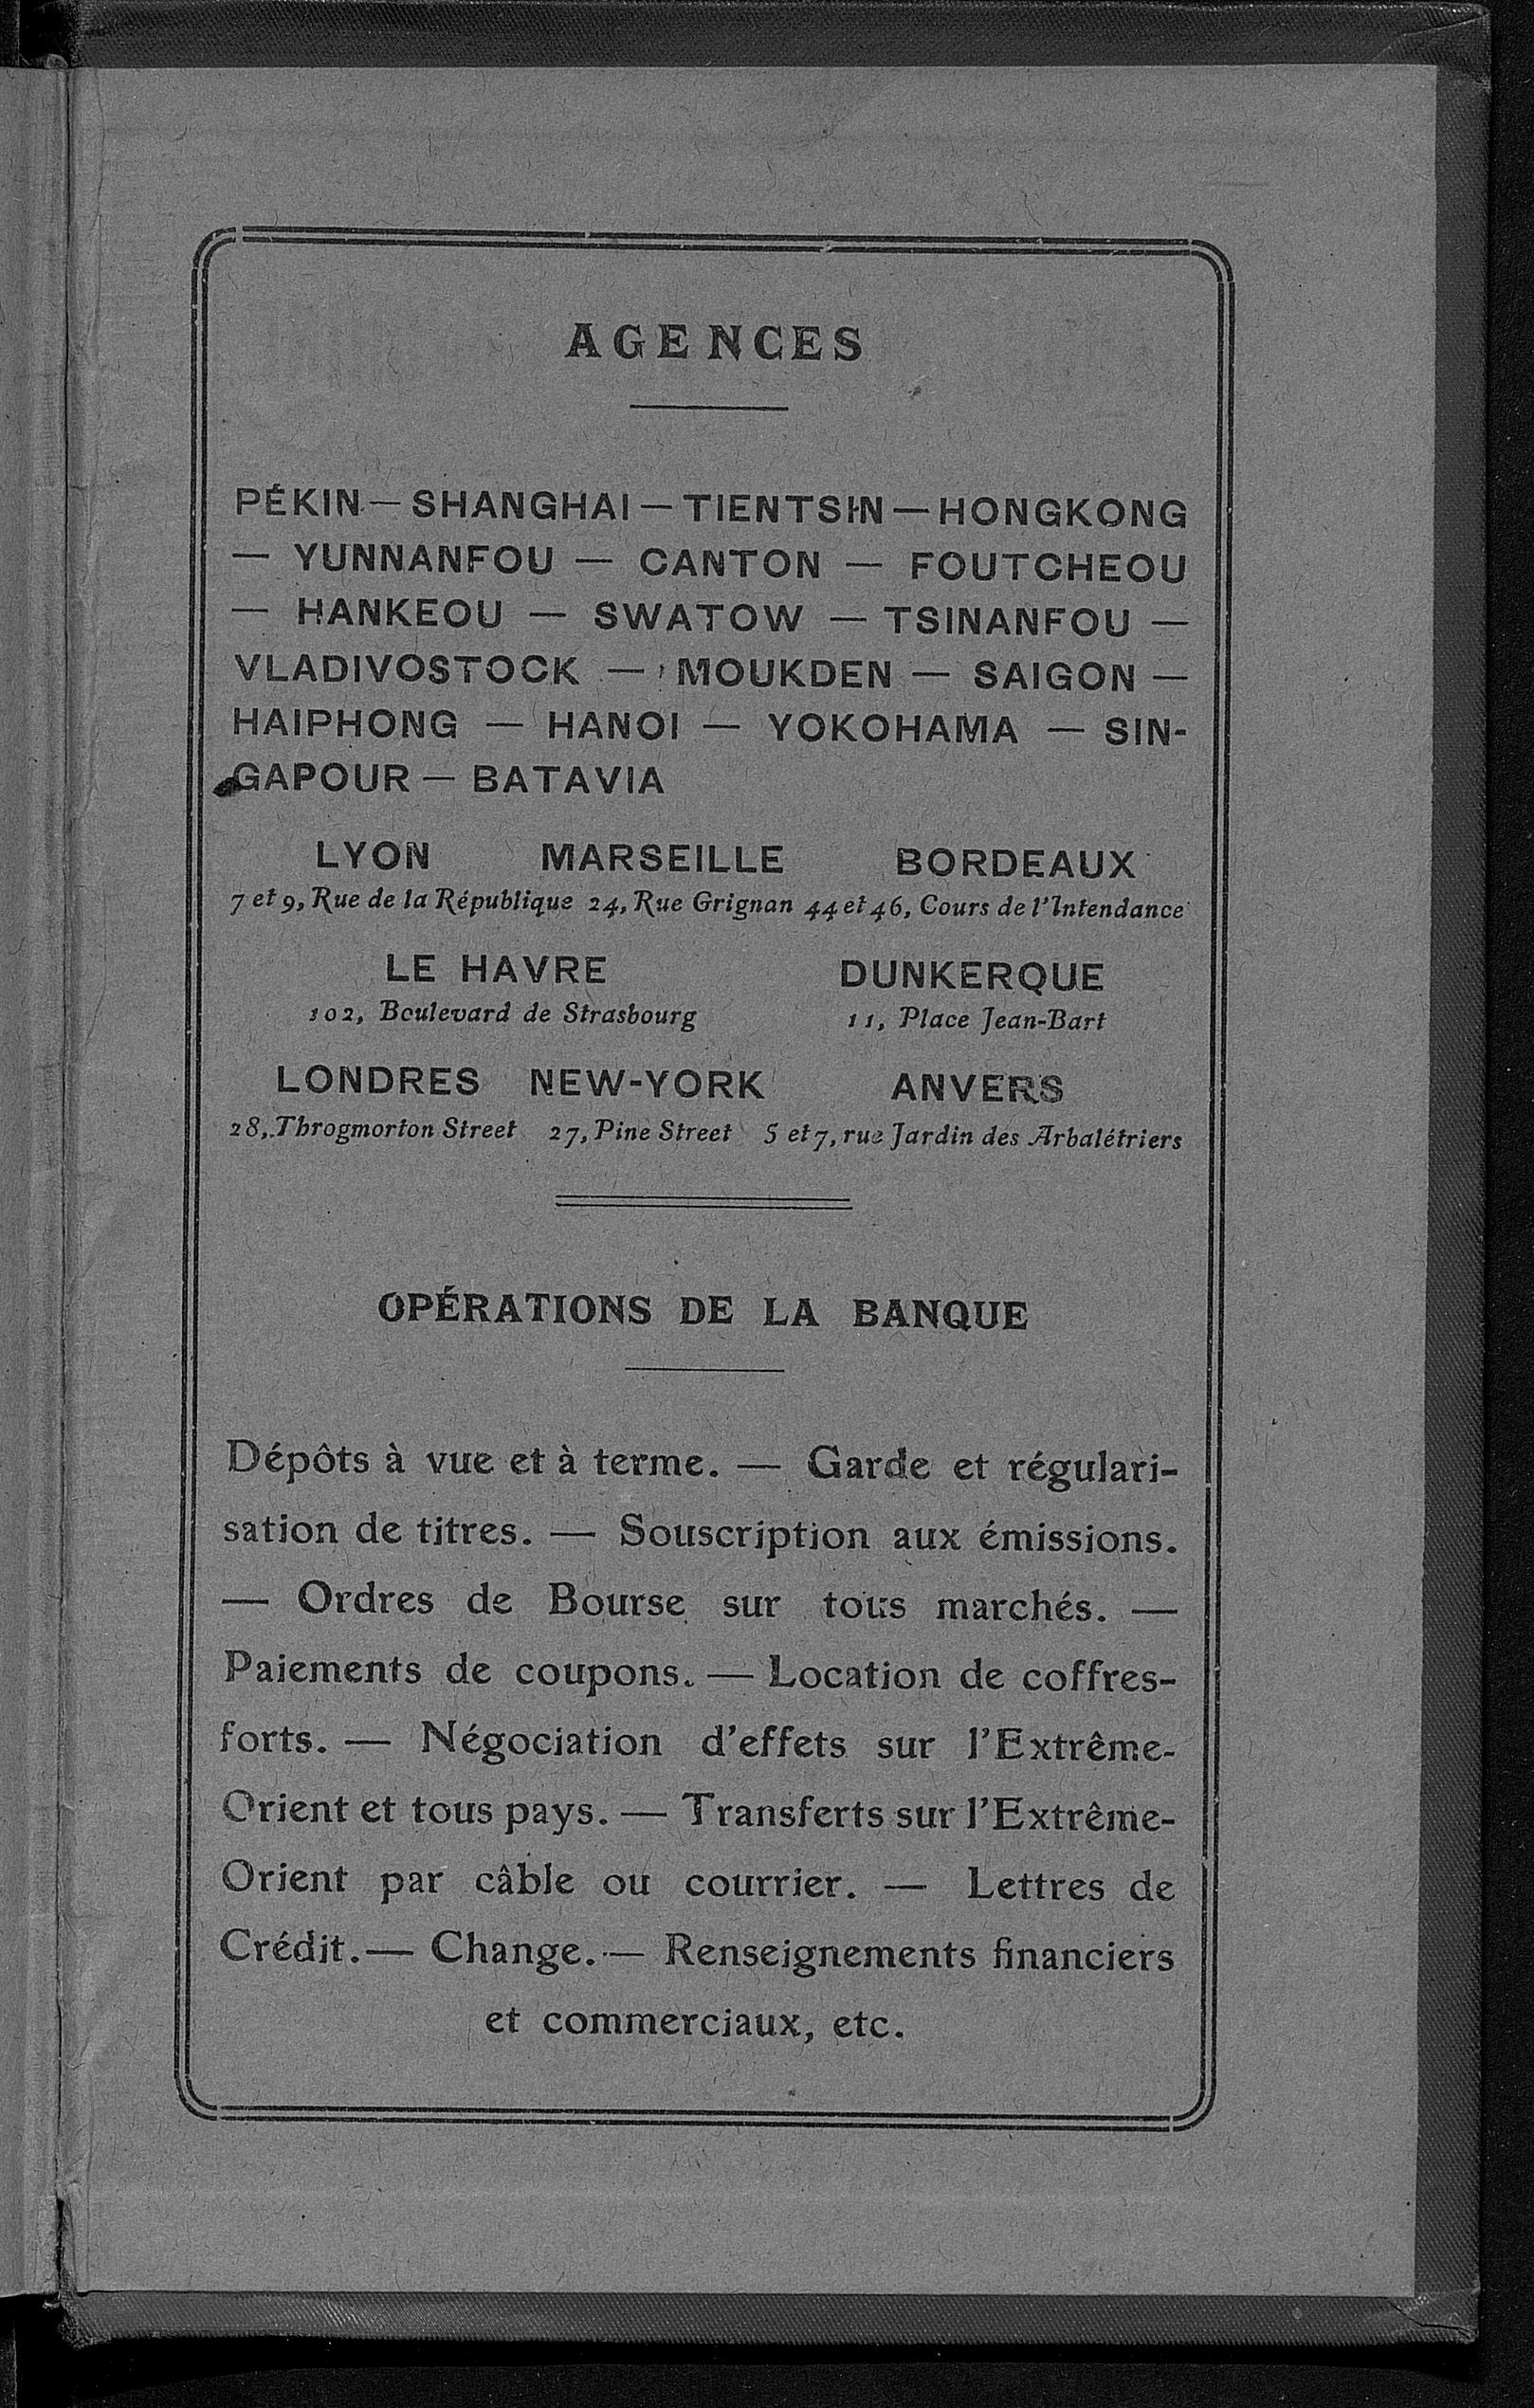 AGENCES
PÉKIN — SHANGHAI — TIENTSIN — HONGKONG
— YUNNANFOU — CANTON — FOUTCHEOU
— HANKEOU — SWATOW — TSINANFOU —
VLADIVOSTOCK — MOUKDEN — SAIGON —
HAIPHONG — HANOI — YOKOHAMA — SIN-
GAPOUR — BATAVIA
LYON MARSEILLE BORDEAUX
7 et 9, Rue de la République 24, Rue Grignan 44 et 46, Cours de l'Intendance
LE HAVRE DUNKERQUE
102, Boulevard de Strasbourg 11, Place Jean-Bart
LONDRES NEW-YORK ANVERS
28, Throgmorton Street 27, Pine Street 5 et 7, rue Jardin des Arbalétriers
OPÉRATIONS DE LA BANQUE
Dépôts à vue et à terme. — Garde et régulari-
sation de titres. — Souscription aux émissions.
— Ordres de Bourse sur tous marchés. —
Paiements de coupons. — Location de coffres-
forts. — Négociation d'effets sur l'Extrême-
Orient et tous pays. — Transferts sur l'Extrême-
Orient par câble ou courrier. — Lettres de
Crédit. — Change. — Renseignements financiers
et commerciaux, etc.